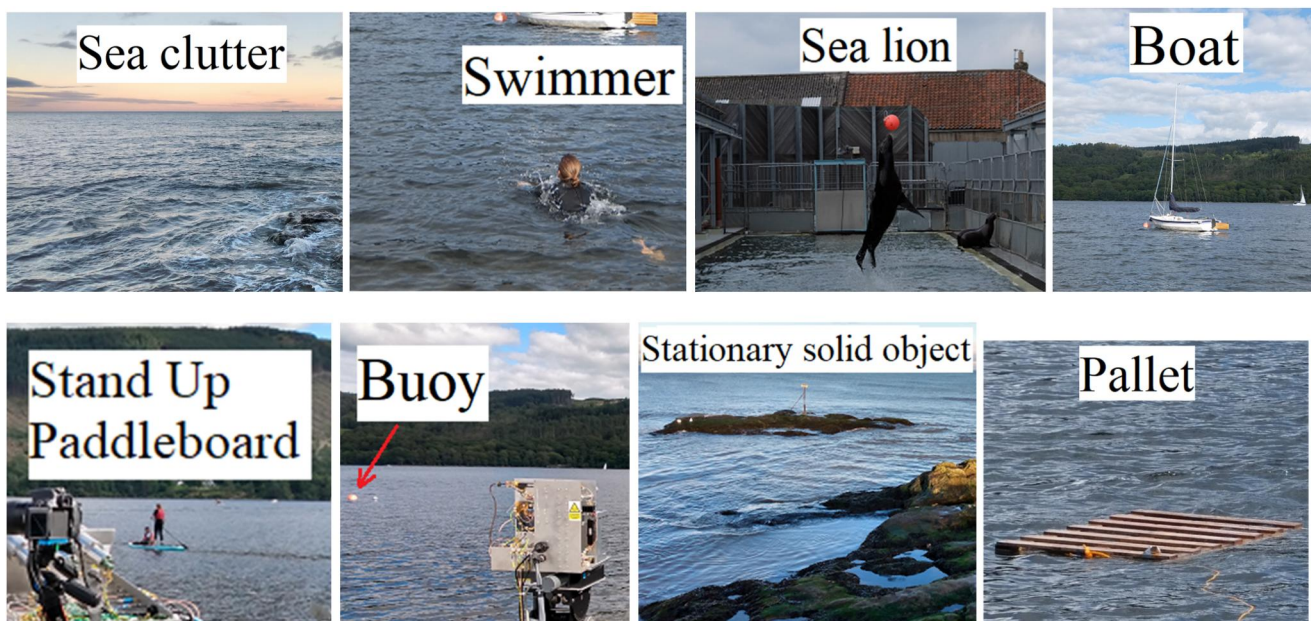 Sea clutter
Swimmer
Sea lion
Boat
Stand Up
Paddleboard
Buoy
Stationary solid object
Pallet